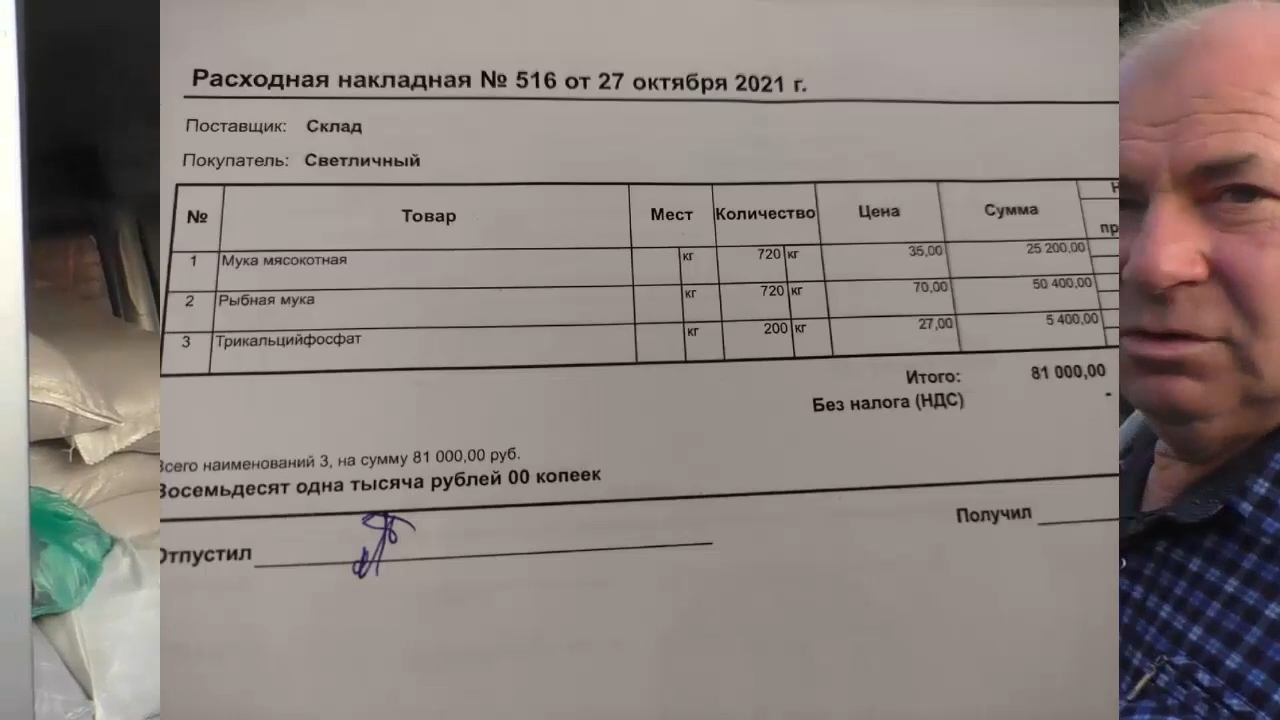 Расходная накладная № 516 от 27 октября 2021 г.
Поставщик: Склад
Покупатель: Светличный
№ Товар Мест Количество Цена Сумма
1 Мука мясокотная кг 720 кг 35,00 25 200,00
2 Рыбная мука кг 720 кг 70,00 50 400,00
3 Трикальцийфосфат кг 200 кг 27,00 5 400,00
Итого: 81 000,00
Без налога (НДС) -
Всего наименований 3, на сумму 81 000,00 руб.
Восемьдесят одна тысяча рублей 00 копеек
Отпустил Получил